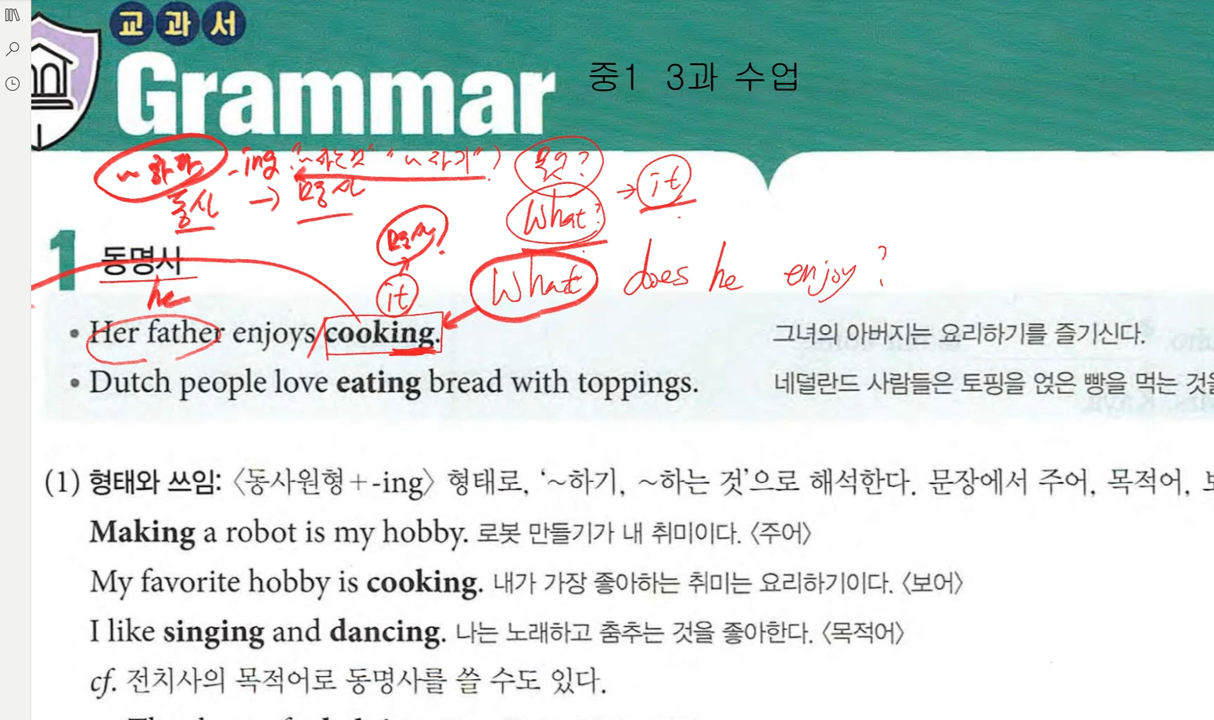 교과서
Grammar 중1 3과 수업
~하다 -ing "~하는것" "~하기") 무엇?
동사 → 명사 What? → it
1 동명사
he
명사?
it
What does he enjoy?
• Her father enjoys cooking. 그녀의 아버지는 요리하기를 즐기신다.
• Dutch people love eating bread with toppings. 네덜란드 사람들은 토핑을 얹은 빵을 먹는 것을
(1) 형태와 쓰임: 〈동사원형+-ing〉 형태로, ‘~하기, ~하는 것’으로 해석한다. 문장에서 주어, 목적어,
Making a robot is my hobby. 로봇 만들기가 내 취미이다. 〈주어〉
My favorite hobby is cooking. 내가 가장 좋아하는 취미는 요리하기이다. 〈보어〉
I like singing and dancing. 나는 노래하고 춤추는 것을 좋아한다. 〈목적어〉
cf. 전치사의 목적어로 동명사를 쓸 수도 있다.